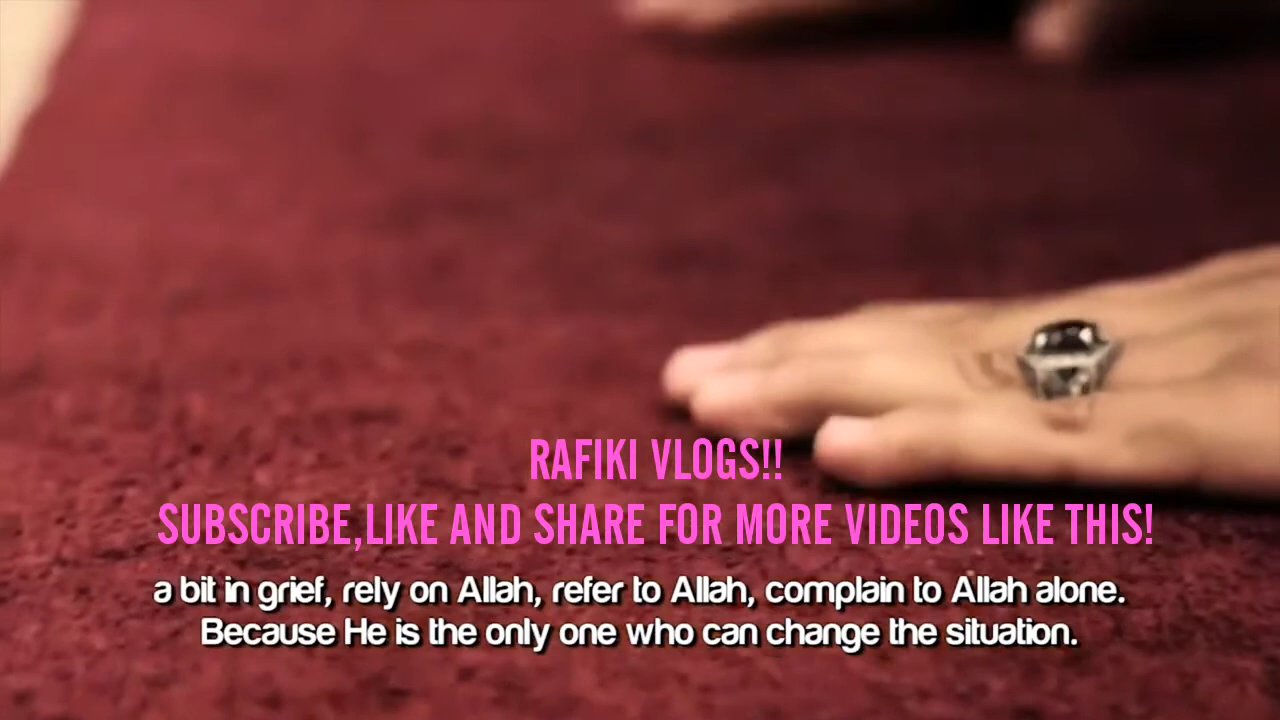 RAFIKI VLOGS!!
SUBSCRIBE,LIKE AND SHARE FOR MORE VIDEOS LIKE THIS!
a bit in grief, rely on Allah, refer to Allah, complain to Allah alone.
Because He is the only one who can change the situation.